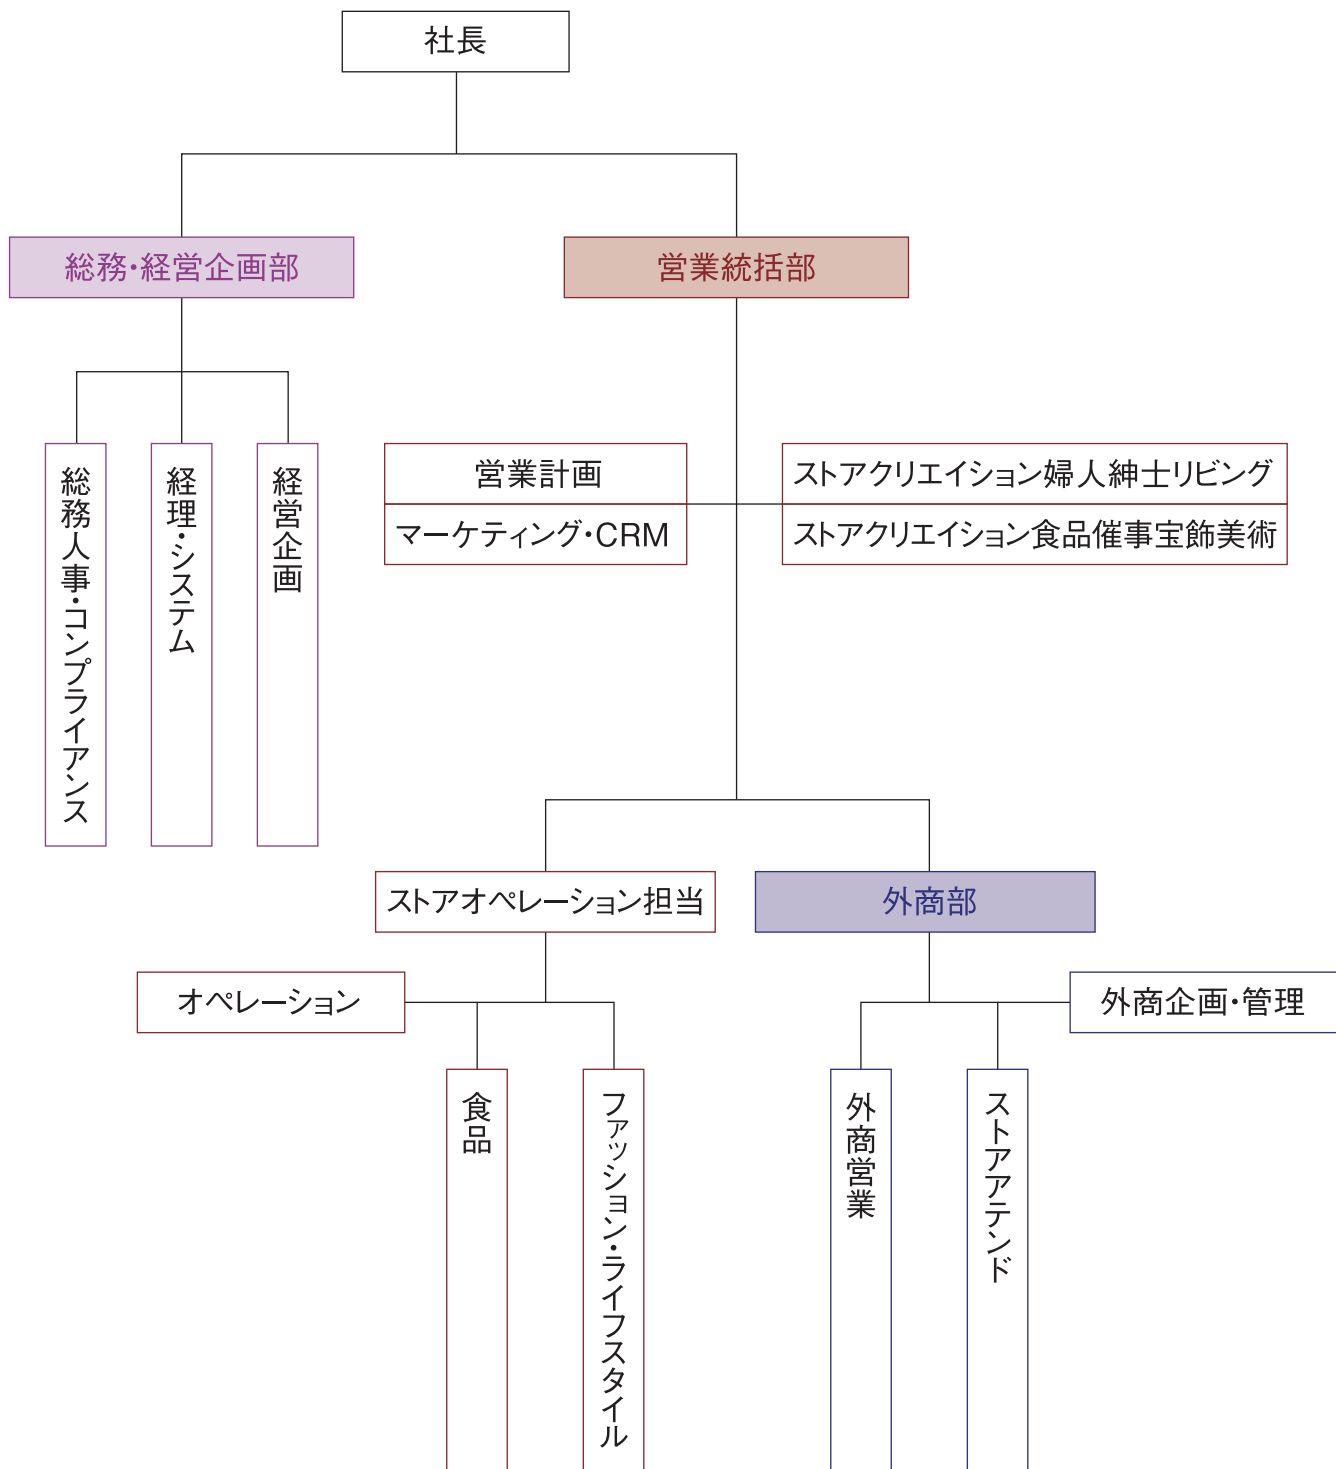 社長
総務・経営企画部
営業統括部
総務人事・コンプライアンス
経理・システム
経営企画
営業計画
マーケティング・CRM
ストアクリエイション婦人紳士リビング
ストアクリエイション食品催事宝飾美術
ストアオペレーション担当
外商部
オペレーション
外商企画・管理
食品
ファッション・ライフスタイル
外商営業
ストアアテンド